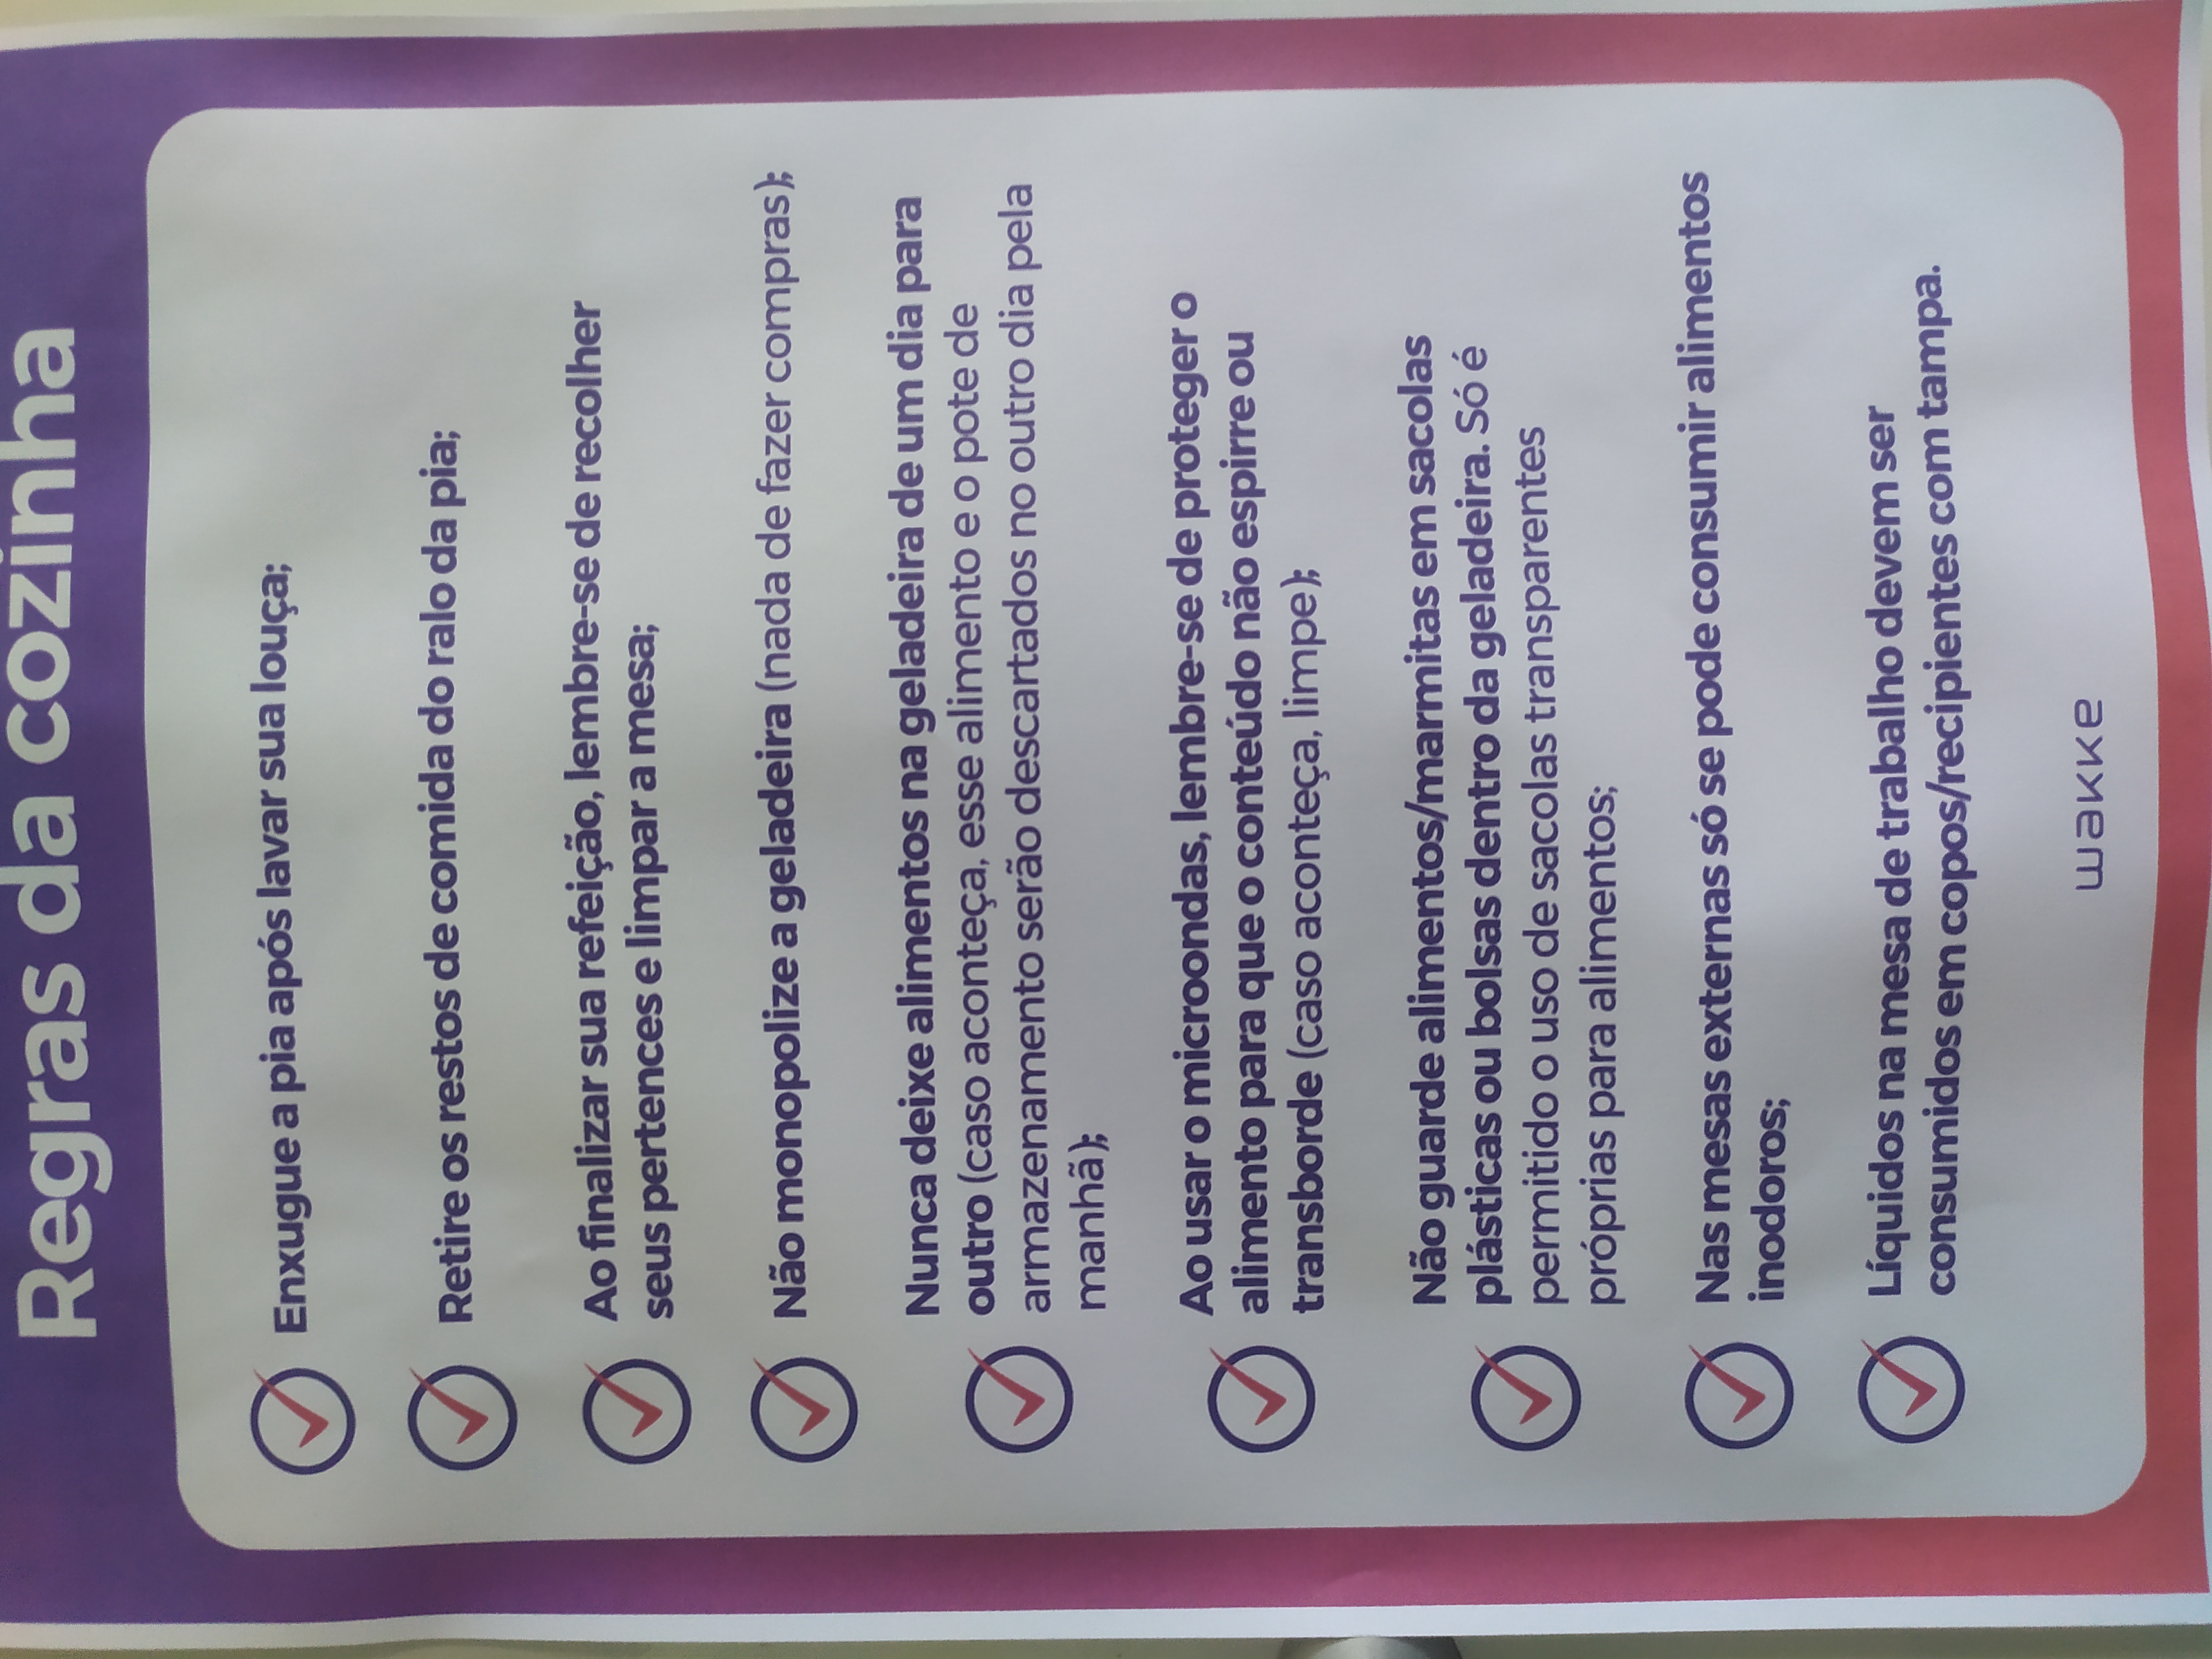 Regras da cozinha
Enxugue a pia após lavar sua louça;
Retire os restos de comida do ralo da pia;
Ao finalizar sua refeição, lembre-se de recolher
seus pertences e limpar a mesa;
Não monopolize a geladeira (nada de fazer compras);
Nunca deixe alimentos na geladeira de um dia para
outro (caso aconteça, esse alimento e o pote de
armazenamento serão descartados no outro dia pela
manhã);
Ao usar o microondas, lembre-se de proteger o
alimento para que o conteúdo não espirre ou
transborde (caso aconteça, limpe);
Não guarde alimentos/marmitas em sacolas
plásticas ou bolsas dentro da geladeira. Só é
permitido o uso de sacolas transparentes
próprias para alimentos;
Nas mesas externas só se pode consumir alimentos
inodoros;
Líquidos na mesa de trabalho devem ser
consumidos em copos/recipientes com tampa.
wakke